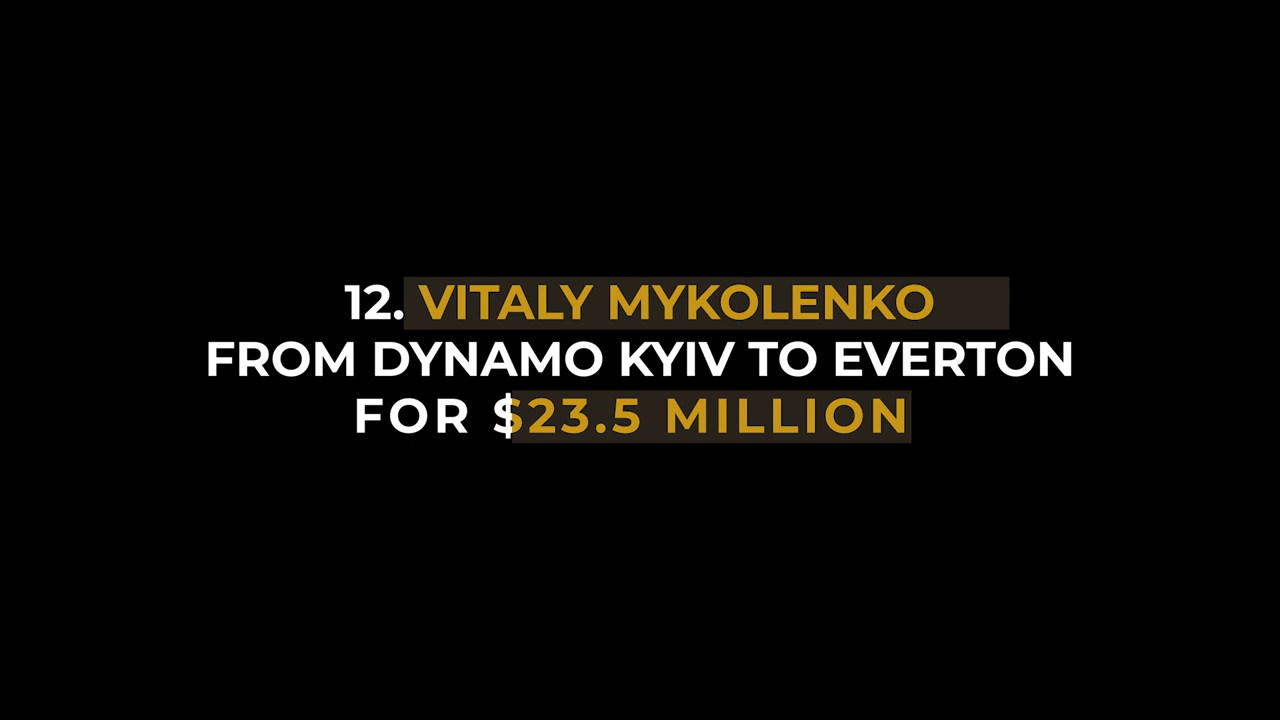 12. VITALY MYKOLENKO
FROM DYNAMO KYIV TO EVERTON
FOR $23.5 MILLION